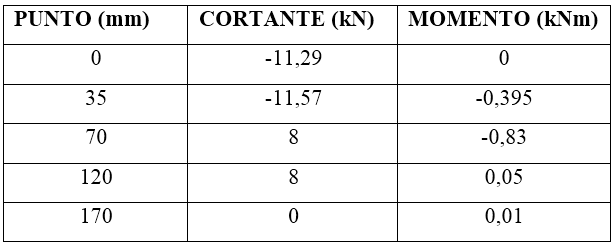 PUNTO (mm) CORTANTE (kN) MOMENTO (kNm)
0 -11,29 0
35 -11,57 -0,395
70 8 -0,83
120 8 0,05
170 0 0,01